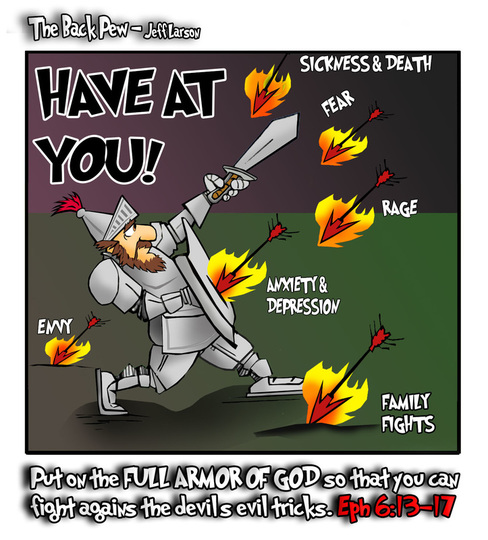 The Back Pew – Jeff Larson
HAVE AT
YOU!
SICKNESS & DEATH
FEAR
RAGE
ANXIETY &
DEPRESSION
ENVY
FAMILY
FIGHTS
Put on the FULL ARMOR OF GOD so that you can
fight agains the devil's evil tricks. Eph 6:13-17